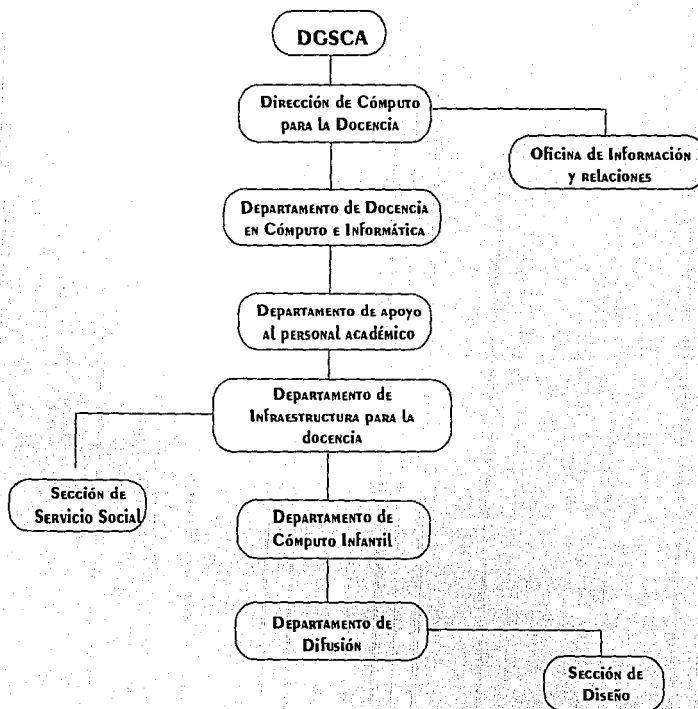 DGSCA
Dirección de Cómputo
para la Docencia
Oficina de Información
y relaciones
Departamento de Docencia
en Cómputo e Informática
Departamento de apoyo
al personal académico
Departamento de
Infraestructura para la
docencia
Sección de
Servicio Social
Departamento de
Cómputo Infantil
Departamento de
Difusión
Sección de
Diseño